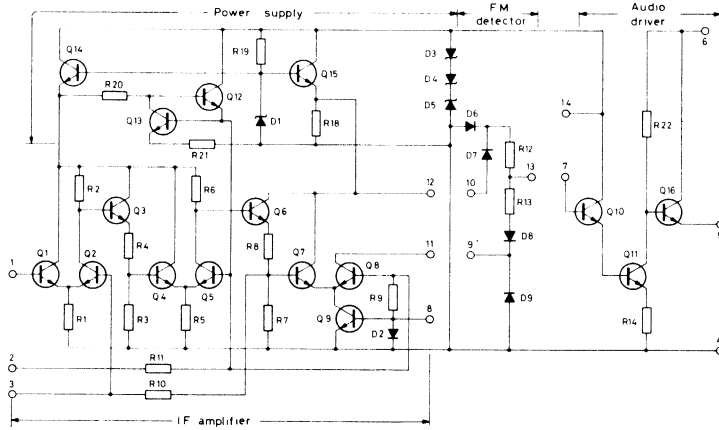 Power supply
FM detector
Audio driver
6
Q14
R19
Q15
D3
R20
Q12
D4
Q13
D1
R18
D5
14
R22
R21
D6
R12
D7
13
7
R2
R6
12
10
Q3
Q6
R13
Q10
Q16
R4
R8
11
D8
5
9
Q11
1
Q1
Q2
Q4
Q5
Q7
Q8
R9
8
D9
R1
R3
R5
R7
Q9
D2
R14
4
2
R11
3
R10
IF amplifier